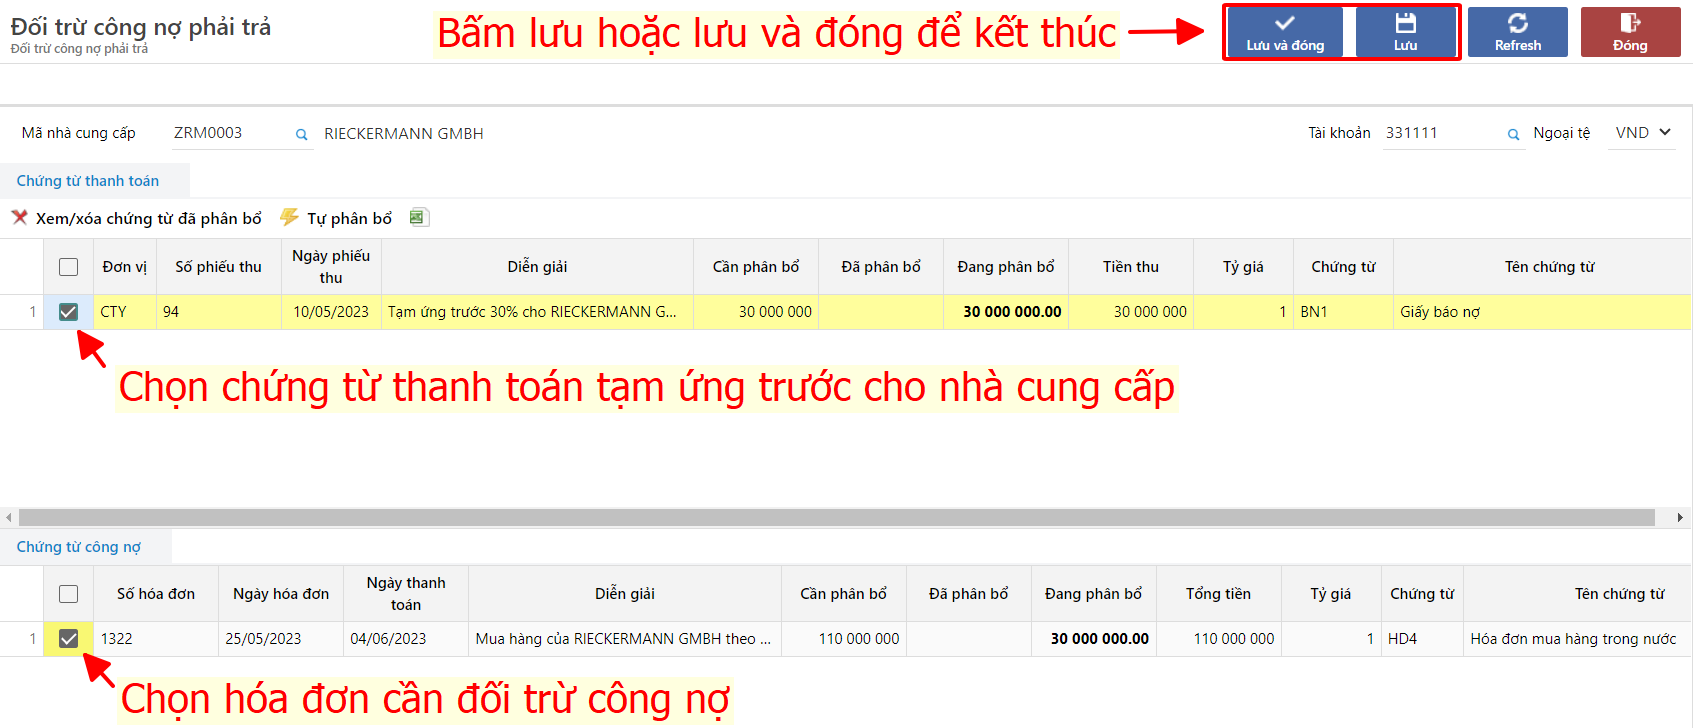 Đối trừ công nợ phải trả
Đối trừ công nợ phải trả
Bấm lưu hoặc lưu và đóng để kết thúc
Lưu và đóng
Lưu
Refresh
Đóng
Mã nhà cung cấp ZRM0003 RIECKERMANN GMBH Tài khoản 331111 Ngoại tệ VND
Chứng từ thanh toán
Xem/xóa chứng từ đã phân bổ Tự phân bổ
Đơn vị Số phiếu thu Ngày phiếu thu Diễn giải Cần phân bổ Đã phân bổ Đang phân bổ Tiền thu Tỷ giá Chứng từ Tên chứng từ
1 CTY 94 10/05/2023 Tạm ứng trước 30% cho RIECKERMANN G... 30 000 000 30 000 000.00 30 000 000 1 BN1 Giấy báo nợ
Chọn chứng từ thanh toán tạm ứng trước cho nhà cung cấp
Chứng từ công nợ
Số hóa đơn Ngày hóa đơn Ngày thanh toán Diễn giải Cần phân bổ Đã phân bổ Đang phân bổ Tổng tiền Tỷ giá Chứng từ Tên chứng từ
1 1322 25/05/2023 04/06/2023 Mua hàng của RIECKERMANN GMBH theo ... 110 000 000 30 000 000.00 110 000 000 1 HD4 Hóa đơn mua hàng trong nước
Chọn hóa đơn cần đối trừ công nợ